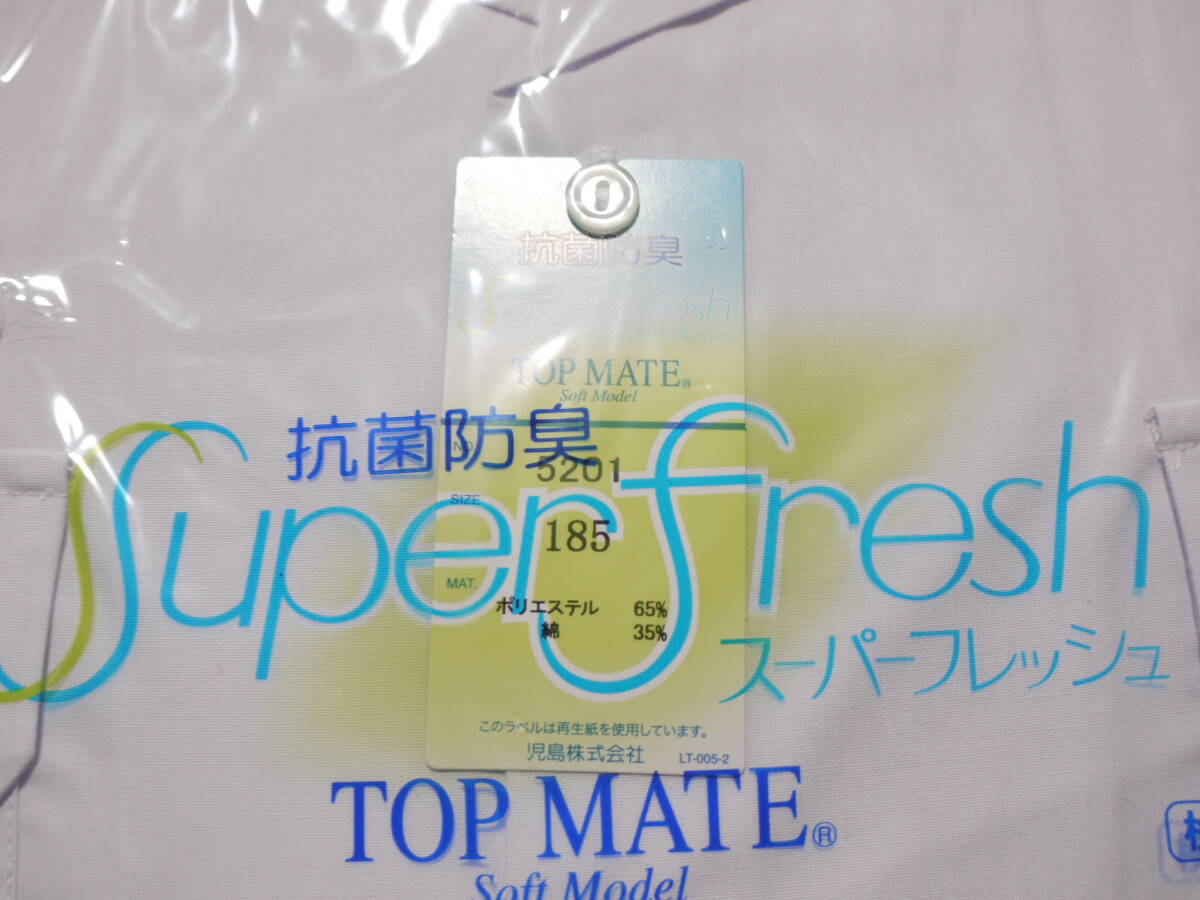 抗菌防臭
Superfresh
スーパーフレッシュ
TOP MATE®
Soft Model
NO. 5201
SIZE 185
MAT. ポリエステル 65%
綿 35%
このラベルは再生紙を使用しています。
児島株式会社 LT-005-2
抗菌防臭
Superfresh
スーパーフレッシュ
TOP MATE®
Soft Model